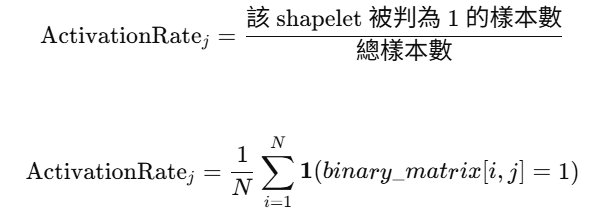 ActivationRate_j = 該 shapelet 被判為 1 的樣本數 / 總樣本數
ActivationRate_j = 1/N ∑_{i=1}^{N} 1(binary_matrix[i, j] = 1)